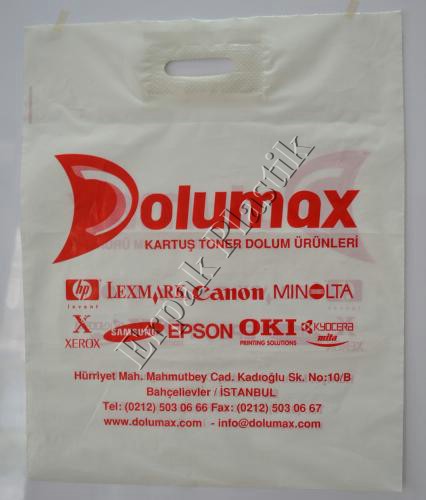 Dolumax
KARTUŞ TONER DOLUM ÜRÜNLERİ
hp LEXMARK Canon MINOLTA
invent
X SAMSUNG EPSON OKI KYOCERA
XEROX PRINTING SOLUTIONS mita
Hürriyet Mah. Mahmutbey Cad. Kadıoğlu Sk. No:10/B
Bahçelievler / İSTANBUL
Tel: (0212) 503 06 66 Fax: (0212) 503 06 67
www.dolumax.com - info@dolumax.com
Erpak Plastik